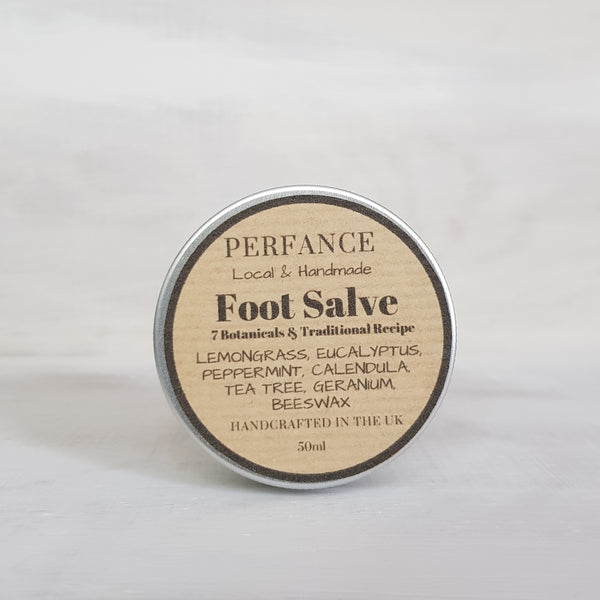 PERFANCE
Local & Handmade
Foot Salve
7 Botanicals & Traditional Recipe
LEMONGRASS, EUCALYPTUS,
PEPPERMINT, CALENDULA,
TEA TREE, GERANIUM,
BEESWAX
HANDCRAFTED IN THE UK
50ml